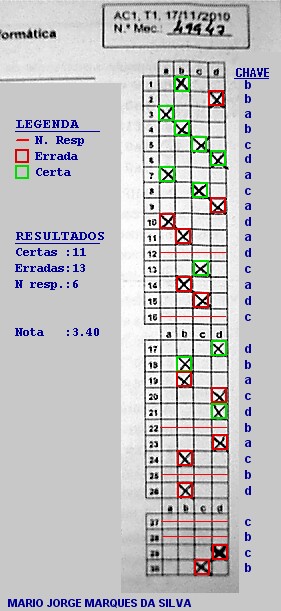 AC1, T1, 17/11/2010
formática
N.º Mec.: 49947
CHAVE
a b c d
1 b
2 b
3 a
LEGENDA
4 b
N. Resp
5 c
Errada
6 d
Certa
7 a
8 c
9 a
10 d
RESULTADOS
11 a
Certas :11
12 d
Erradas:13
13 c
N resp.:6
14 a
15 d
16 c
Nota :3.40
a b c d
17 d
18 b
19 a
20 c
21 d
22 b
23 a
24 c
25 b
26 d
a b c d
27 c
28 b
29 c
30 b
MARIO JORGE MARQUES DA SILVA